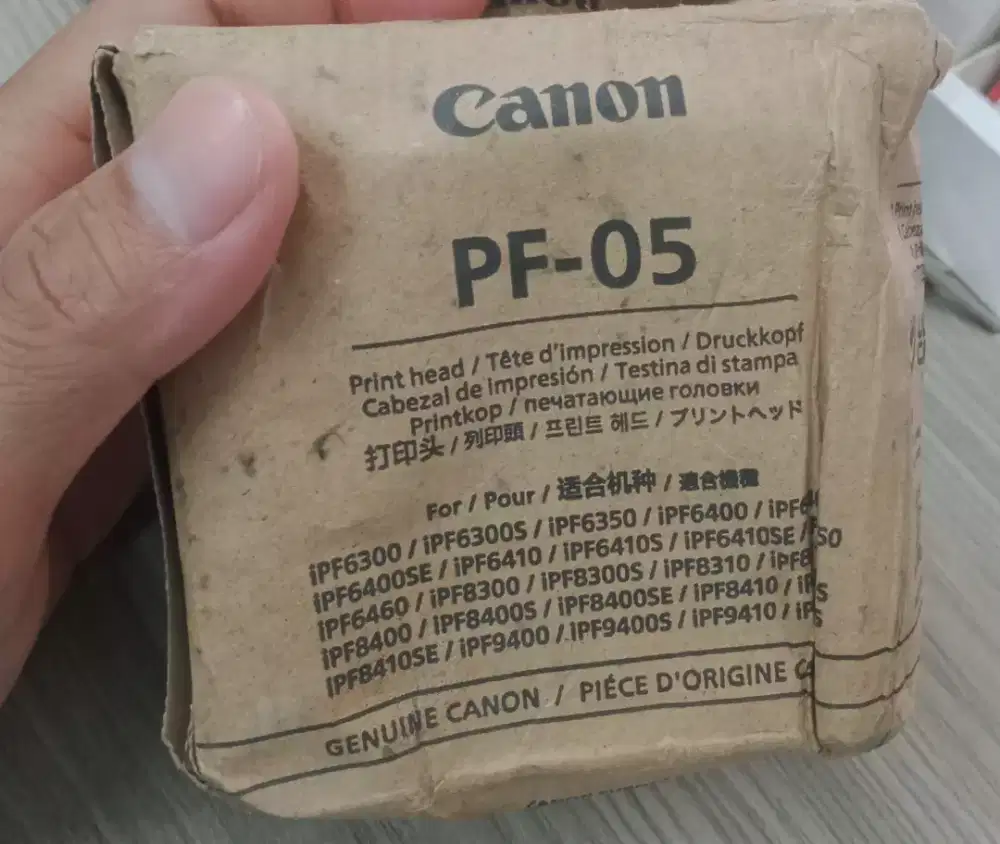 Canon
PF-05
Print head / Tête d'impression / Druckkopf
Cabezal de Impresión / Testina di stampa
Printkop / печатающие головки
打印头 / 列印頭 / 프린트 헤드 / プリントヘッド
For / Pour / 适合机种 / 適合機種
iPF6300 / iPF6300S / iPF6350 / iPF6400 /
iPF6400SE / iPF6410 / iPF6410S / iPF6410SE /
iPF6460 / iPF8300 / iPF8300S / iPF8310 /
iPF8400 / iPF8400S / iPF8400SE / iPF8410 /
iPF8410SE / iPF9400 / iPF9400S / iPF9410 /
GENUINE CANON / PIÉCE D'ORIGINE